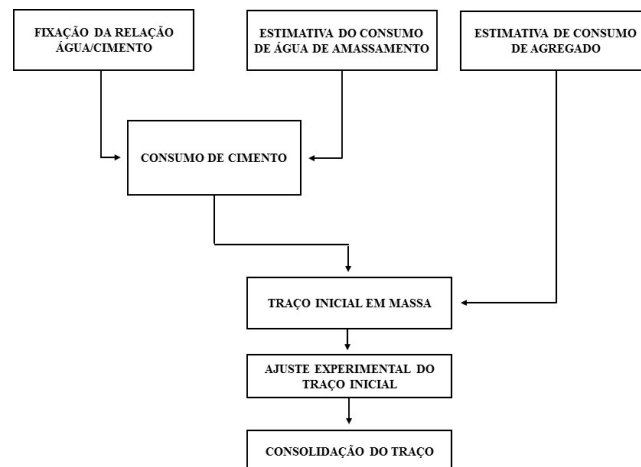 FIXAÇÃO DA RELAÇÃO
ÁGUA/CIMENTO
ESTIMATIVA DO CONSUMO
DE ÁGUA DE AMASSAMENTO
ESTIMATIVA DE CONSUMO
DE AGREGADO
CONSUMO DE CIMENTO
TRAÇO INICIAL EM MASSA
AJUSTE EXPERIMENTAL DO
TRAÇO INICIAL
CONSOLIDAÇÃO DO TRAÇO